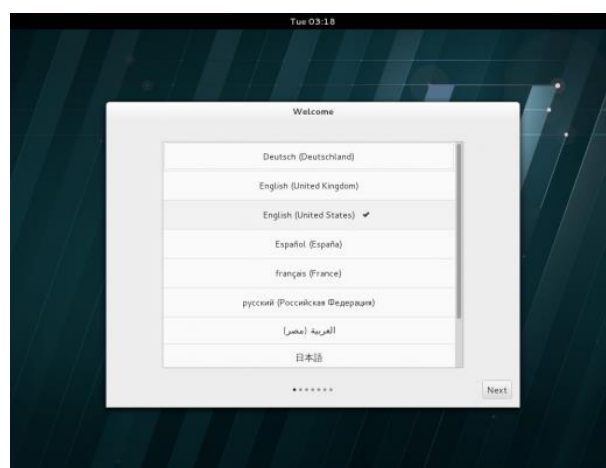 Tue 03:18
Welcome
Deutsch (Deutschland)
English (United Kingdom)
English (United States) ✔
Español (España)
français (France)
русский (Российская Федерация)
العربية (مصر)
日本語
Next